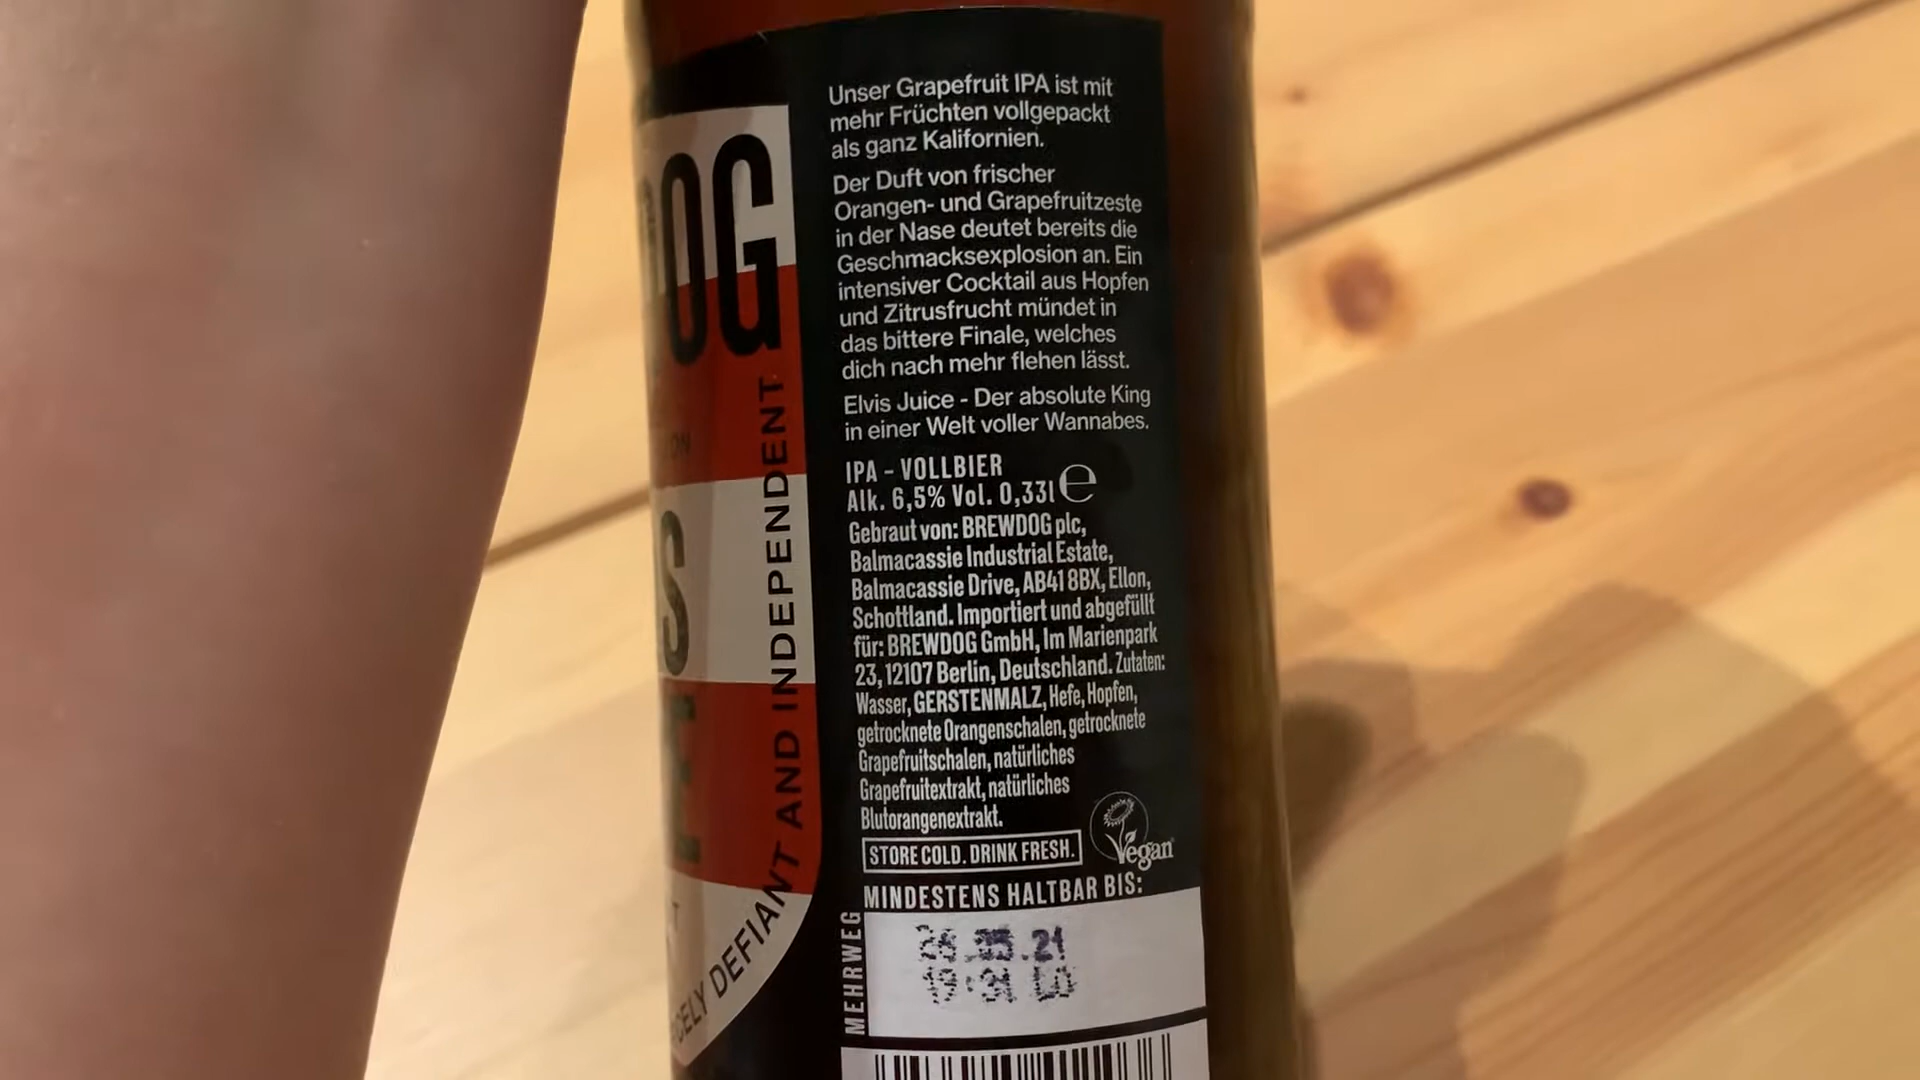 OG
S
E
FIERCELY DEFIANT AND INDEPENDENT
Unser Grapefruit IPA ist mit
mehr Früchten vollgepackt
als ganz Kalifornien.
Der Duft von frischer
Orangen- und Grapefruitzeste
in der Nase deutet bereits die
Geschmacksexplosion an. Ein
intensiver Cocktail aus Hopfen
und Zitrusfrucht mündet in
das bittere Finale, welches
dich nach mehr flehen lässt.
Elvis Juice - Der absolute King
in einer Welt voller Wannabes.
IPA - VOLLBIER
Alk. 6,5% Vol. 0,33l e
Gebraut von: BREWDOG plc,
Balmacassie Industrial Estate,
Balmacassie Drive, AB41 8BX, Ellon,
Schottland. Importiert und abgefüllt
für: BREWDOG GmbH, Im Marienpark
23, 12107 Berlin, Deutschland. Zutaten:
Wasser, GERSTENMALZ, Hefe, Hopfen,
getrocknete Orangenschalen, getrocknete
Grapefruitschalen, natürliches
Grapefruitextrakt, natürliches
Blutorangenextrakt.
STORE COLD. DRINK FRESH.
Vegan
MINDESTENS HALTBAR BIS:
MEHRWEG
26.05.21